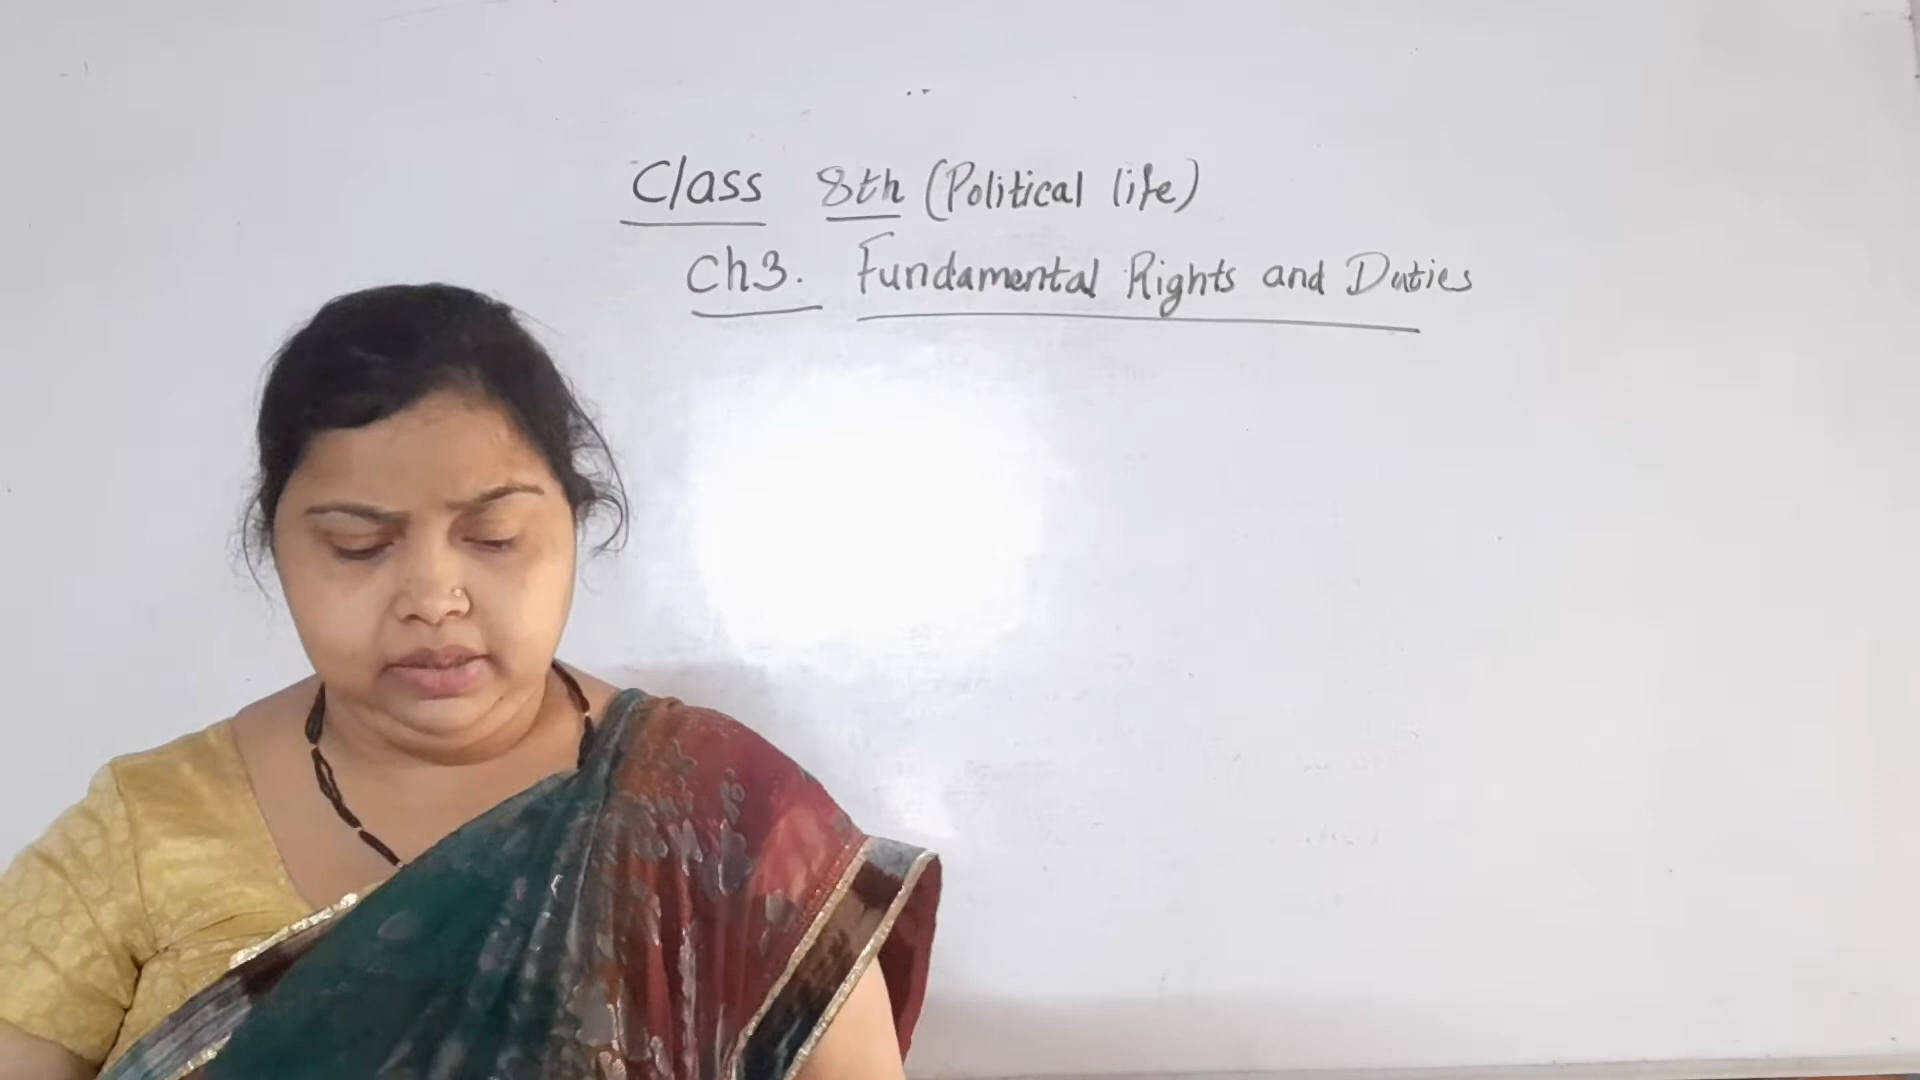 Class 8th (Political life)
Ch3. Fundamental Rights and Duties